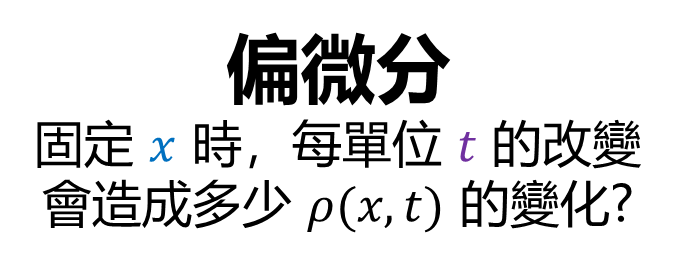 偏微分
固定 x 時，每單位 t 的改變
會造成多少 ρ(x,t) 的變化?